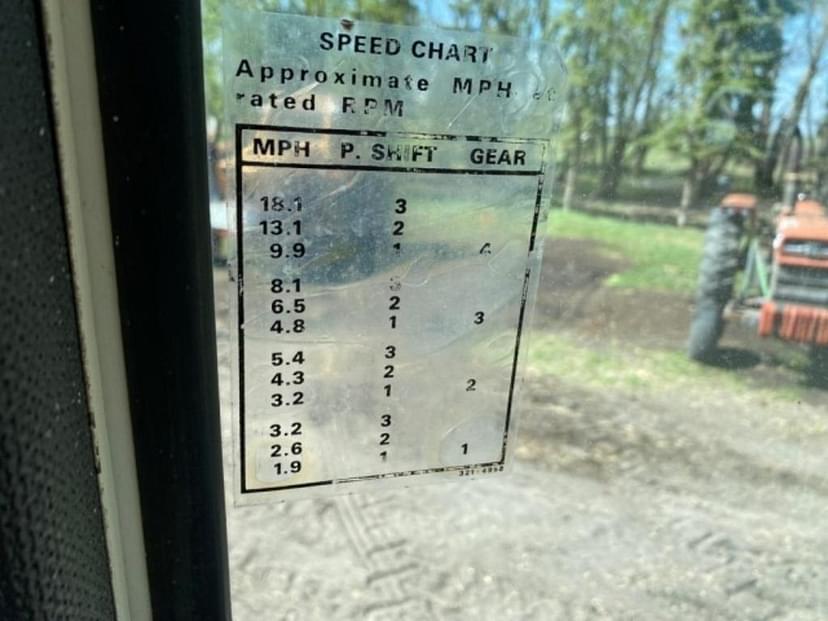 SPEED CHART
Approximate MPH at
rated RPM
MPH P. SHIFT GEAR
18.1 3
13.1 2
9.9 1 4
8.1 3
6.5 2
4.8 1 3
5.4 3
4.3 2
3.2 1 2
3.2 3
2.6 2
1.9 1 1